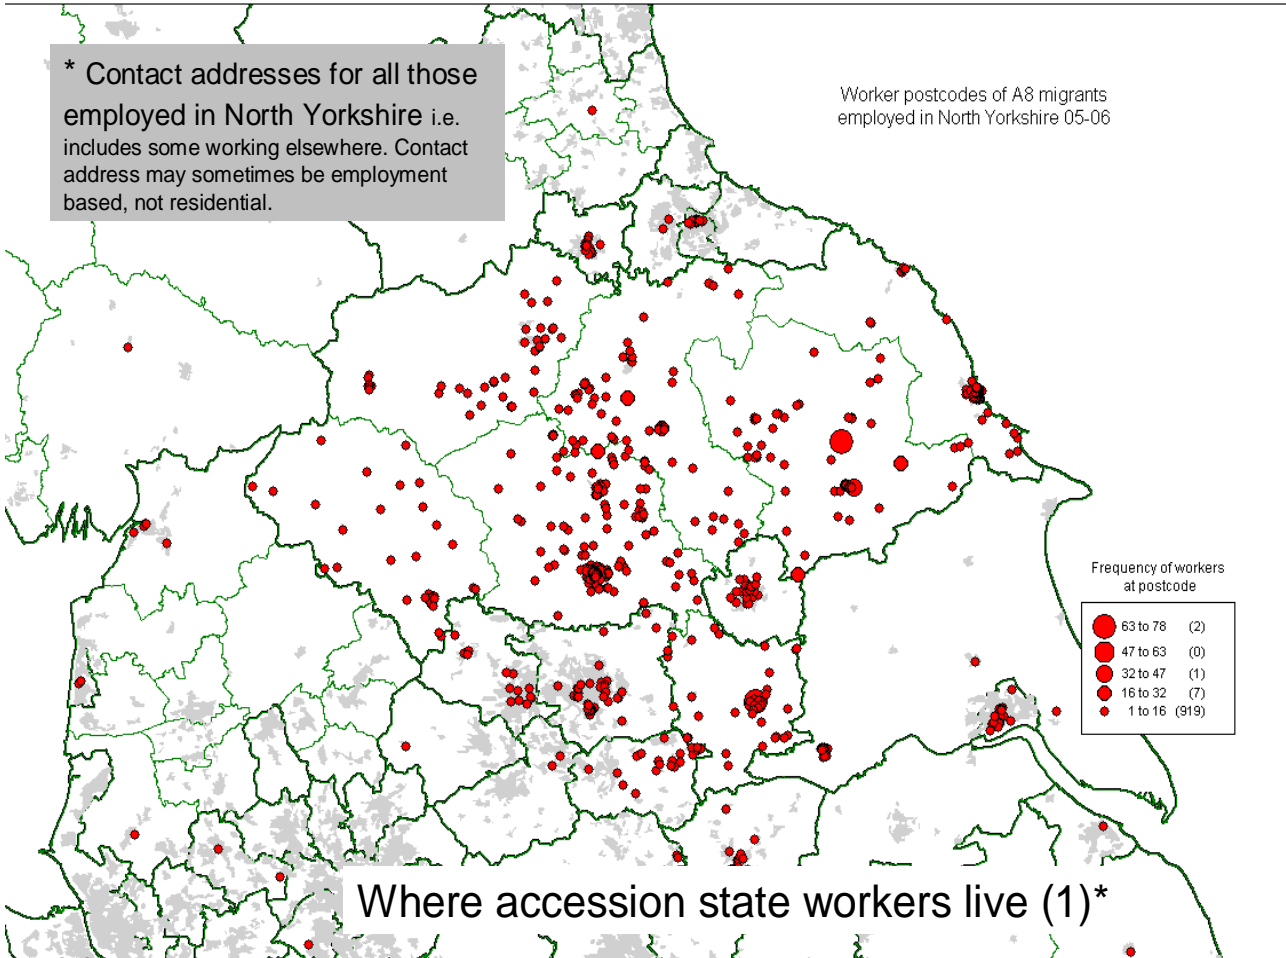 * Contact addresses for all those
employed in North Yorkshire i.e.
includes some working elsewhere. Contact
address may sometimes be employment
based, not residential.
Worker postcodes of A8 migrants
employed in North Yorkshire 05-06
Frequency of workers
at postcode
63 to 78 (2)
47 to 63 (0)
32 to 47 (1)
16 to 32 (7)
1 to 16 (919)
Where accession state workers live (1)*